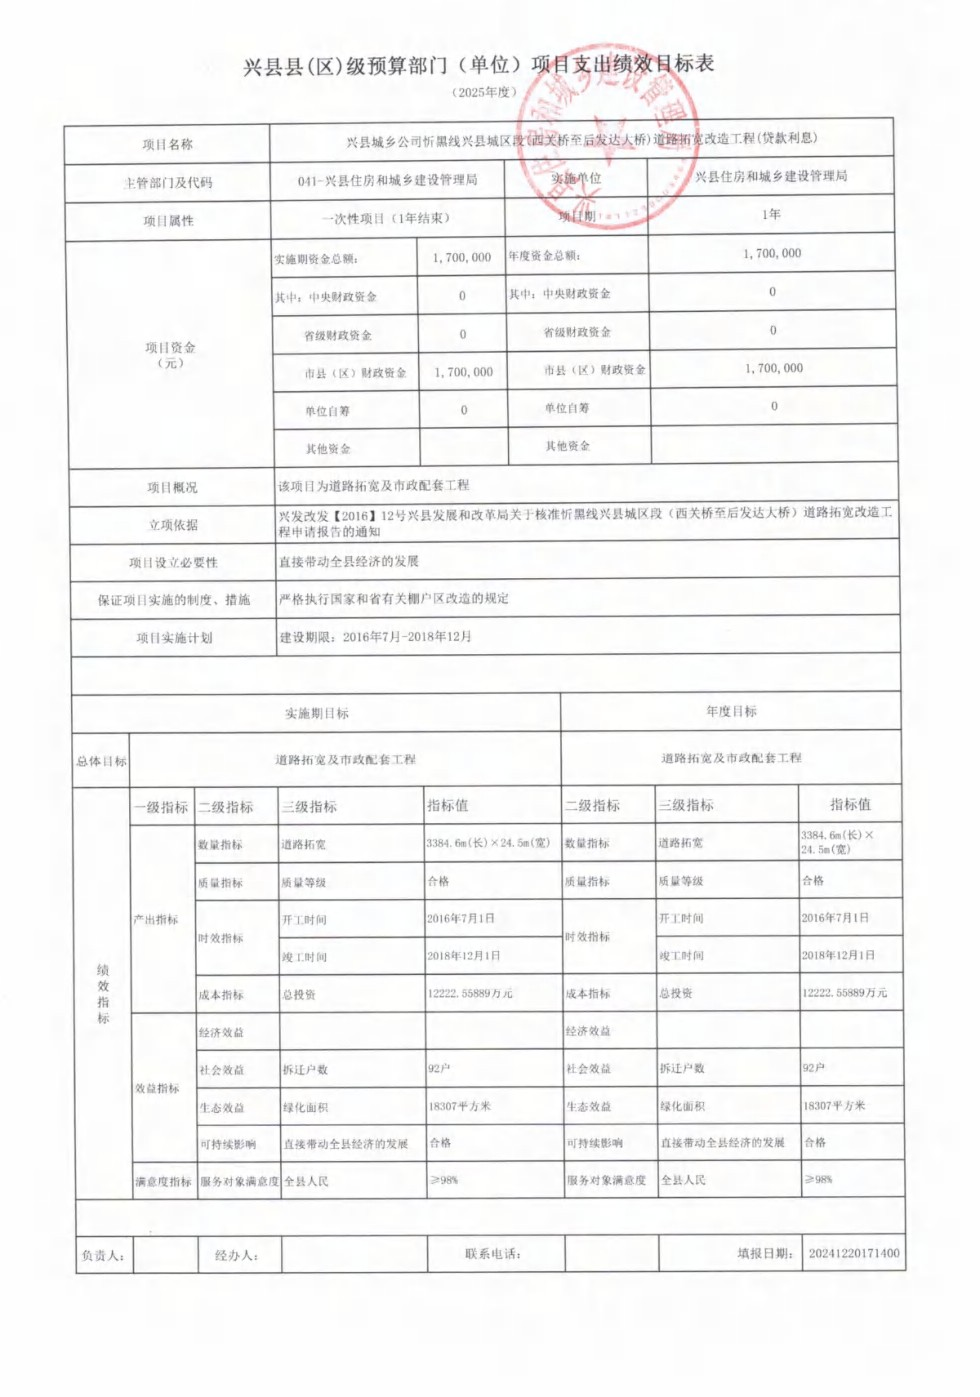 兴县县(区)级预算部门（单位）项目支出绩效目标表
（2025年度）
项目名称 兴县城乡公司忻黑线兴县城区段(西关桥至后发达大桥)道路拓宽改造工程(贷款利息)
主管部门及代码 041-兴县住房和城乡建设管理局 实施单位 兴县住房和城乡建设管理局
项目属性 一次性项目（1年结束） 项目期 1年
项目资金
（元）
实施期资金总额： 1,700,000 年度资金总额： 1,700,000
其中：中央财政资金 0 其中：中央财政资金 0
省级财政资金 0 省级财政资金 0
市县（区）财政资金 1,700,000 市县（区）财政资金 1,700,000
单位自筹 0 单位自筹 0
其他资金 其他资金
项目概况 该项目为道路拓宽及市政配套工程
立项依据 兴发改发【2016】12号兴县发展和改革局关于核准忻黑线兴县城区段（西关桥至后发达大桥）道路拓宽改造工
程申请报告的通知
项目设立必要性 直接带动全县经济的发展
保证项目实施的制度、措施 严格执行国家和省有关棚户区改造的规定
项目实施计划 建设期限：2016年7月-2018年12月
实施期目标 年度目标
总体目标 道路拓宽及市政配套工程 道路拓宽及市政配套工程
绩效指标
一级指标 二级指标 三级指标 指标值 二级指标 三级指标 指标值
产出指标
数量指标 道路拓宽 3384.6m(长)×24.5m(宽) 数量指标 道路拓宽 3384.6m(长)×
24.5m(宽)
质量指标 质量等级 合格 质量指标 质量等级 合格
时效指标 开工时间 2016年7月1日 时效指标 开工时间 2016年7月1日
竣工时间 2018年12月1日 竣工时间 2018年12月1日
成本指标 总投资 12222.55889万元 成本指标 总投资 12222.55889万元
效益指标
经济效益 经济效益
社会效益 拆迁户数 92户 社会效益 拆迁户数 92户
生态效益 绿化面积 18307平方米 生态效益 绿化面积 18307平方米
可持续影响 直接带动全县经济的发展 合格 可持续影响 直接带动全县经济的发展 合格
满意度指标 服务对象满意度 全县人民 ≥98% 服务对象满意度 全县人民 ≥98%
负责人： 经办人： 联系电话： 填报日期： 20241220171400
兴县住房和城乡建设管理局